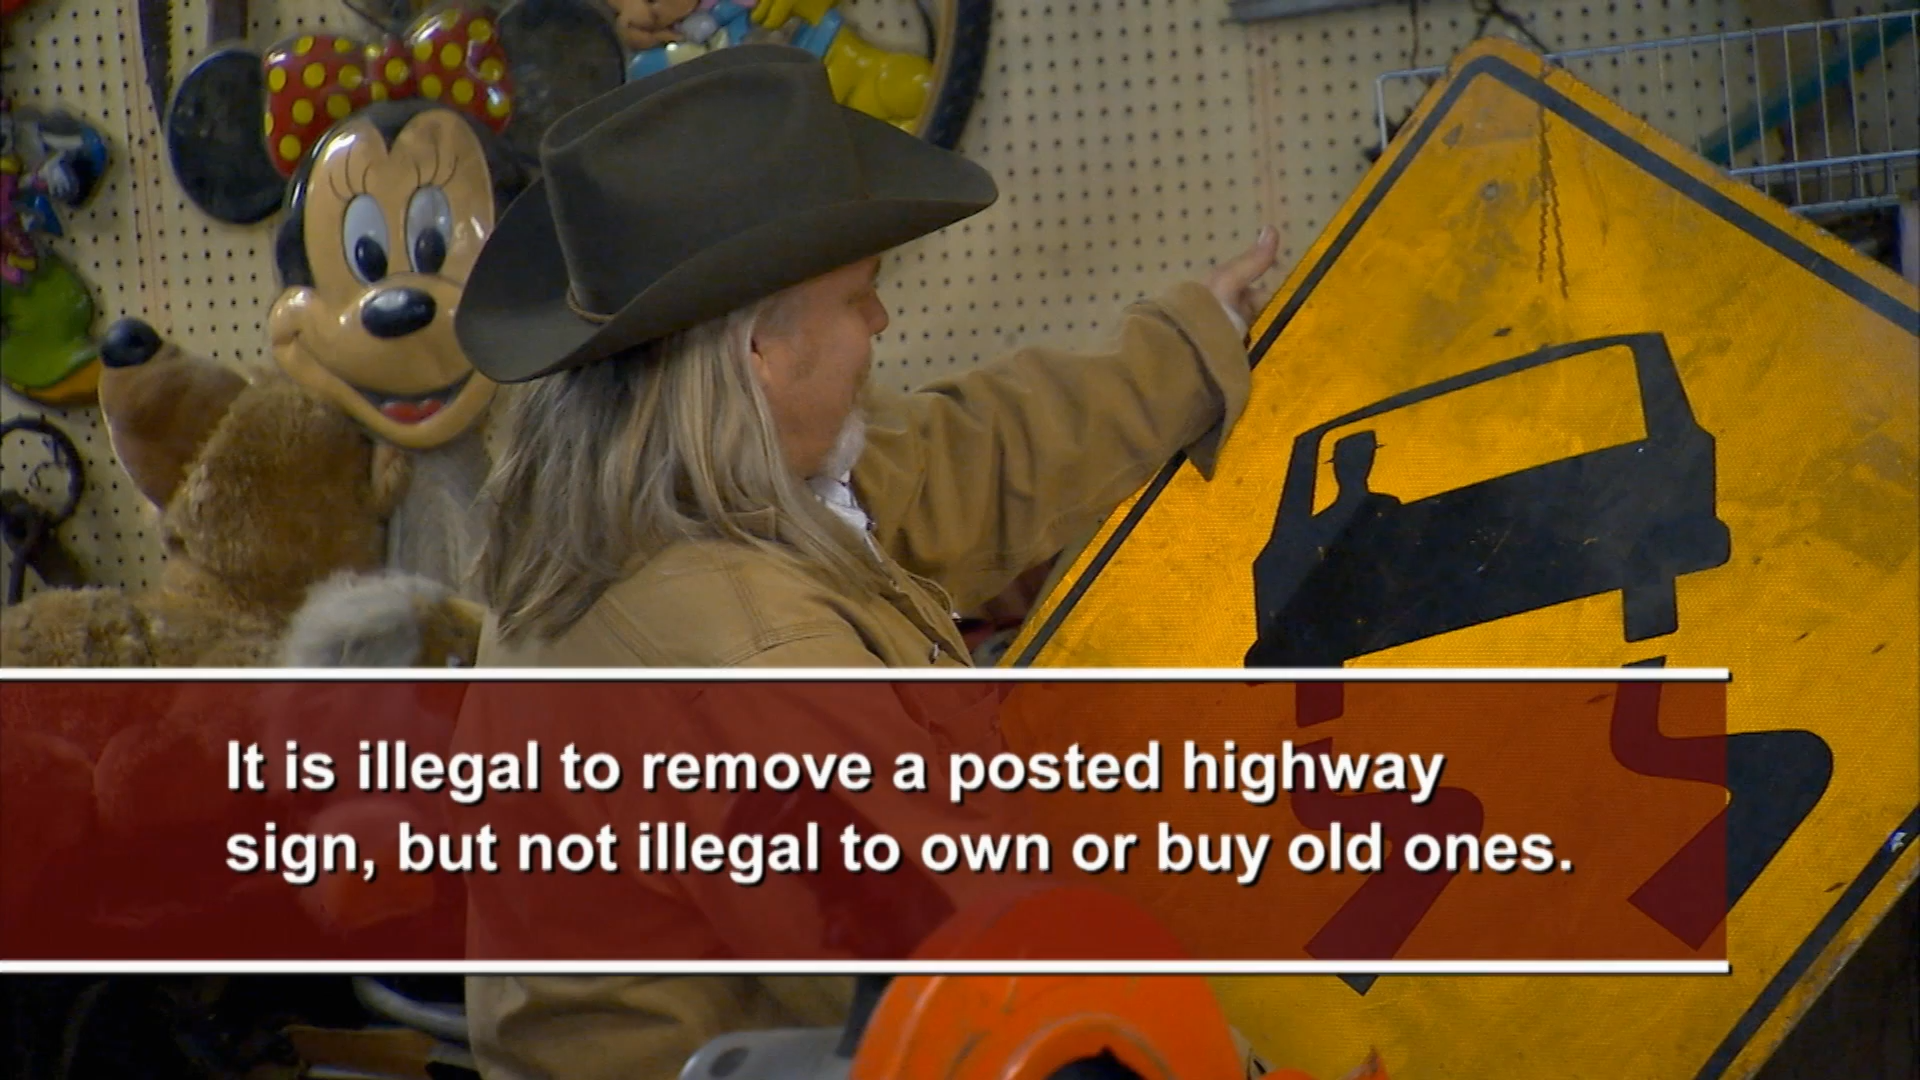 It is illegal to remove a posted highway
sign, but not illegal to own or buy old ones.